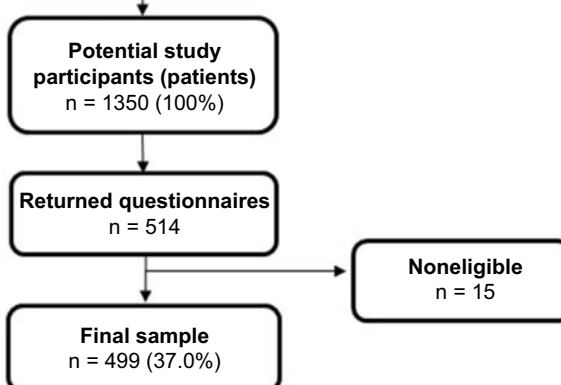 Potential study
participants (patients)
n = 1350 (100%)
Returned questionnaires
n = 514
Noneligible
n = 15
Final sample
n = 499 (37.0%)